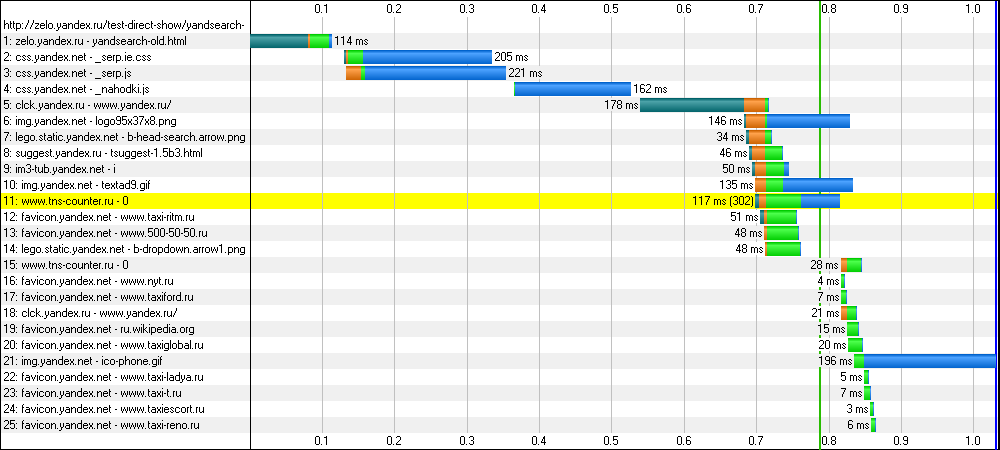 0.1 0.2 0.3 0.4 0.5 0.6 0.7 0.8 0.9 1.0
http://zelo.yandex.ru/test-direct-show/yandsearch-
1: zelo.yandex.ru - yandsearch-old.html 114 ms
2: css.yandex.net - _serp.ie.css 205 ms
3: css.yandex.net - _serp.js 221 ms
4: css.yandex.net - _nahodki.js 162 ms
5: clck.yandex.ru - www.yandex.ru/ 178 ms
6: img.yandex.net - logo95x37x8.png 146 ms
7: lego.static.yandex.net - b-head-search.arrow.png 34 ms
8: suggest.yandex.ru - tsuggest-1.5b3.html 46 ms
9: im3-tub.yandex.net - i 50 ms
10: img.yandex.net - textad9.gif 135 ms
11: www.tns-counter.ru - 0 117 ms (302)
12: favicon.yandex.net - www.taxi-ritm.ru 51 ms
13: favicon.yandex.net - www.500-50-50.ru 48 ms
14: lego.static.yandex.net - b-dropdown.arrow1.png 48 ms
15: www.tns-counter.ru - 0 28 ms
16: favicon.yandex.net - www.nyt.ru 4 ms
17: favicon.yandex.net - www.taxiford.ru 7 ms
18: clck.yandex.ru - www.yandex.ru/ 21 ms
19: favicon.yandex.net - ru.wikipedia.org 15 ms
20: favicon.yandex.net - www.taxiglobal.ru 20 ms
21: img.yandex.net - ico-phone.gif 196 ms
22: favicon.yandex.net - www.taxi-ladya.ru 5 ms
23: favicon.yandex.net - www.taxi-t.ru 7 ms
24: favicon.yandex.net - www.taxiescort.ru 3 ms
25: favicon.yandex.net - www.taxi-reno.ru 6 ms
0.1 0.2 0.3 0.4 0.5 0.6 0.7 0.8 0.9 1.0